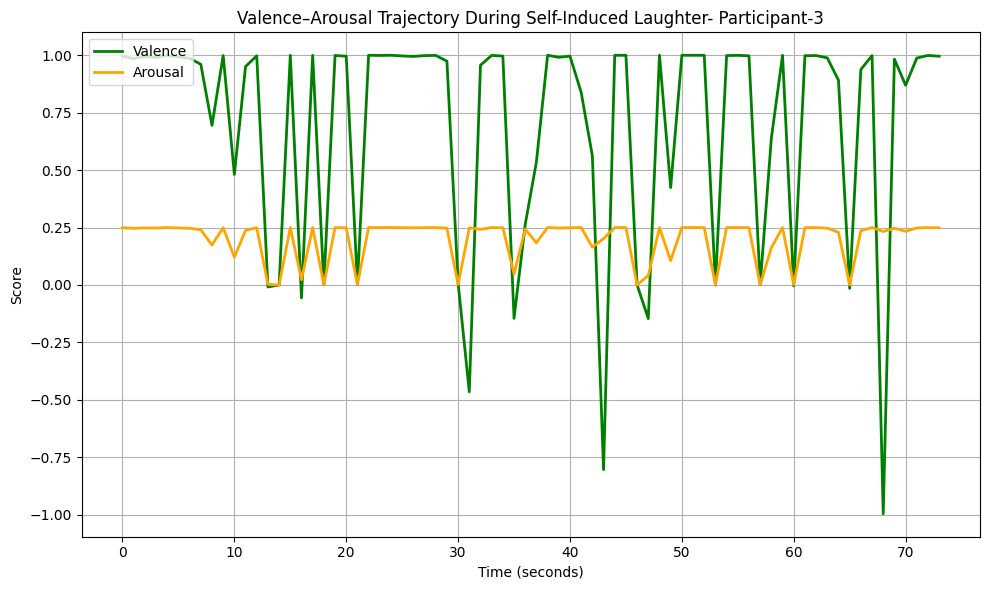 Valence–Arousal Trajectory During Self-Induced Laughter- Participant-3
Valence
Arousal
1.00
0.75
0.50
0.25
0.00
−0.25
−0.50
−0.75
−1.00
Score
0 10 20 30 40 50 60 70
Time (seconds)